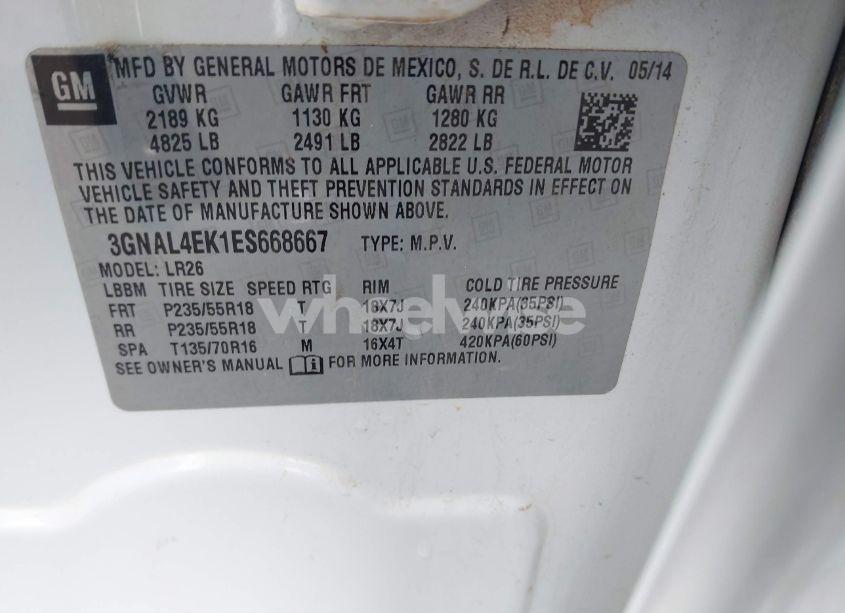 GM MFD BY GENERAL MOTORS DE MEXICO, S. DE R.L. DE C.V. 05/14
GVWR GAWR FRT GAWR RR
2189 KG 1130 KG 1280 KG
4825 LB 2491 LB 2822 LB
THIS VEHICLE CONFORMS TO ALL APPLICABLE U.S. FEDERAL MOTOR
VEHICLE SAFETY AND THEFT PREVENTION STANDARDS IN EFFECT ON
THE DATE OF MANUFACTURE SHOWN ABOVE.
3GNAL4EK1ES668667 TYPE: M.P.V.
MODEL: LR26
LBBM TIRE SIZE SPEED RTG RIM COLD TIRE PRESSURE
FRT P235/55R18 T 18X7J 240KPA(35PSI)
RR P235/55R18 T 18X7J 240KPA(35PSI)
SPA T135/70R16 M 16X4T 420KPA(60PSI)
SEE OWNER'S MANUAL FOR MORE INFORMATION.